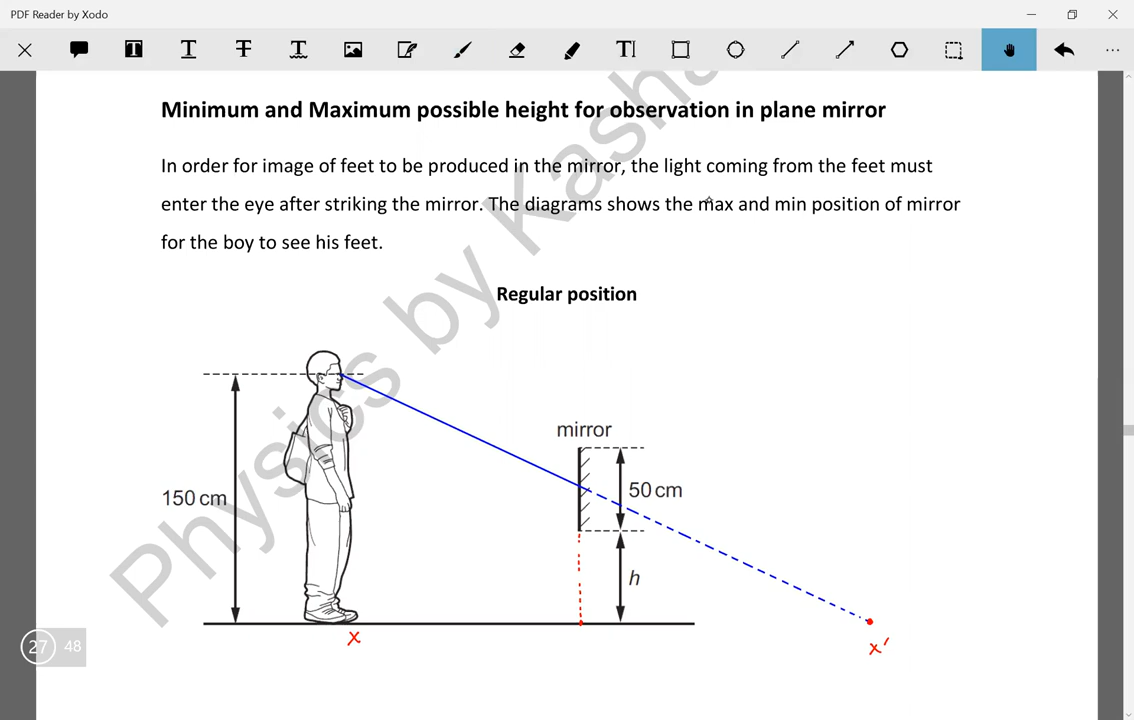 PDF Reader by Xodo
Minimum and Maximum possible height for observation in plane mirror
In order for image of feet to be produced in the mirror, the light coming from the feet must
enter the eye after striking the mirror. The diagrams shows the max and min position of mirror
for the boy to see his feet.
Regular position
mirror
150 cm
50 cm
h
x
x'
27 48
Physics by Kasha